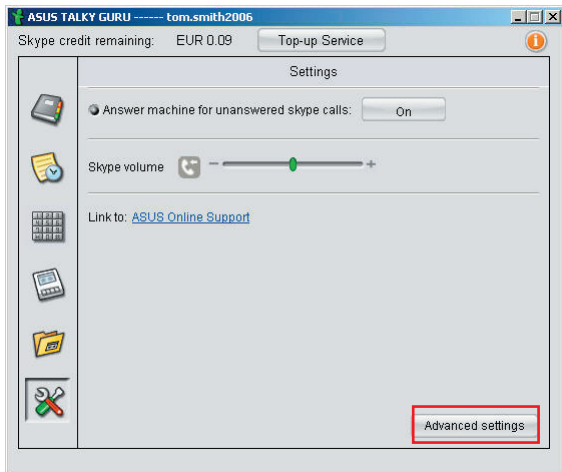 ASUS TALKY GURU ------ tom.smith2006
Skype credit remaining: EUR 0.09 Top-up Service
Settings
Answer machine for unanswered skype calls: On
Skype volume - +
Link to: ASUS Online Support
Advanced settings